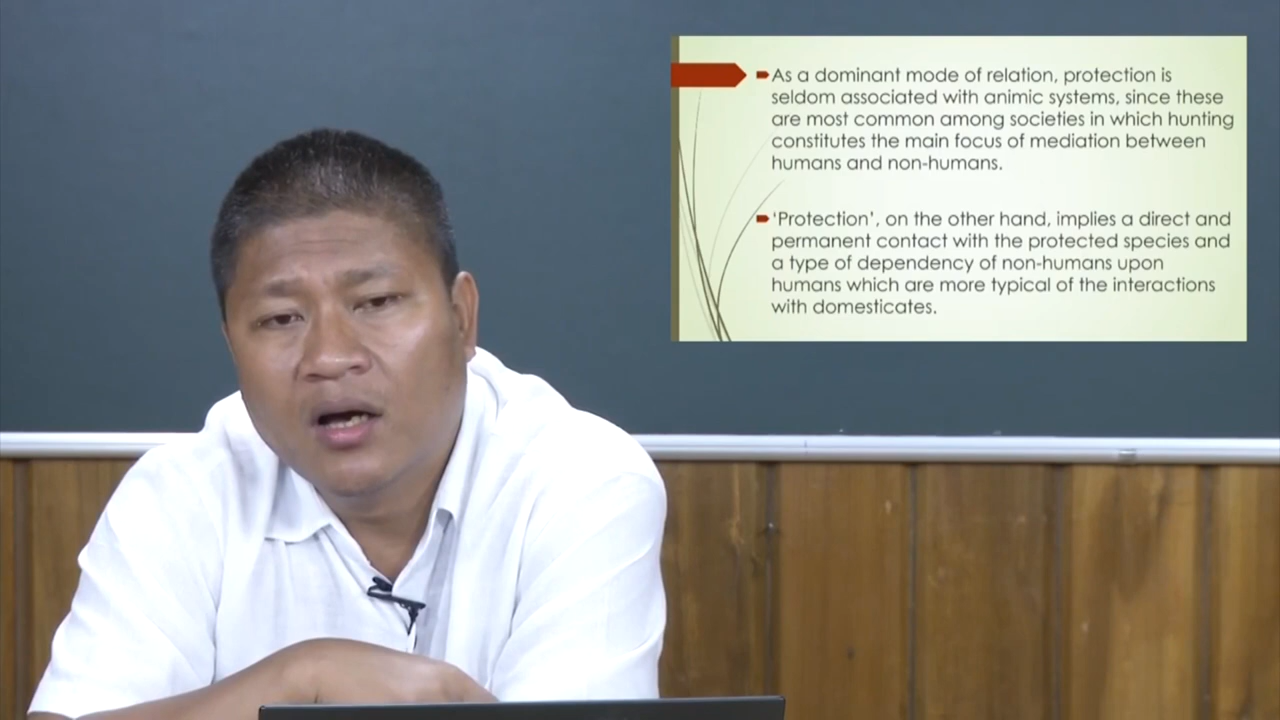 As a dominant mode of relation, protection is
seldom associated with animic systems, since these
are most common among societies in which hunting
constitutes the main focus of mediation between
humans and non-humans.
‘Protection’, on the other hand, implies a direct and
permanent contact with the protected species and
a type of dependency of non-humans upon
humans which are more typical of the interactions
with domesticates.